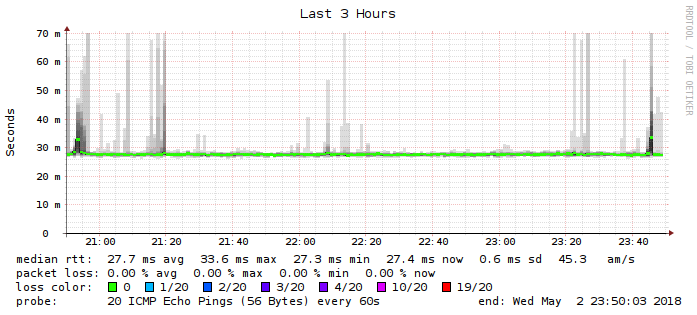 Last 3 Hours
RRDTOOL / TOBI OETIKER
Seconds
70 m
60 m
50 m
40 m
30 m
20 m
10 m
0
21:00 21:20 21:40 22:00 22:20 22:40 23:00 23:20 23:40
median rtt: 27.7 ms avg 33.6 ms max 27.3 ms min 27.4 ms now 0.6 ms sd 45.3 am/s
packet loss: 0.00 % avg 0.00 % max 0.00 % min 0.00 % now
loss color: 0 1/20 2/20 3/20 4/20 10/20 19/20
probe: 20 ICMP Echo Pings (56 Bytes) every 60s end: Wed May 2 23:50:03 2018